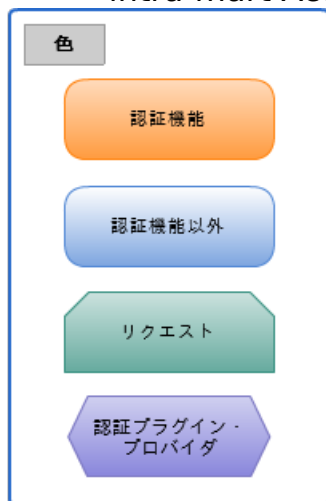 色
認証機能
認証機能以外
リクエスト
認証プラグイン・
プロバイダ